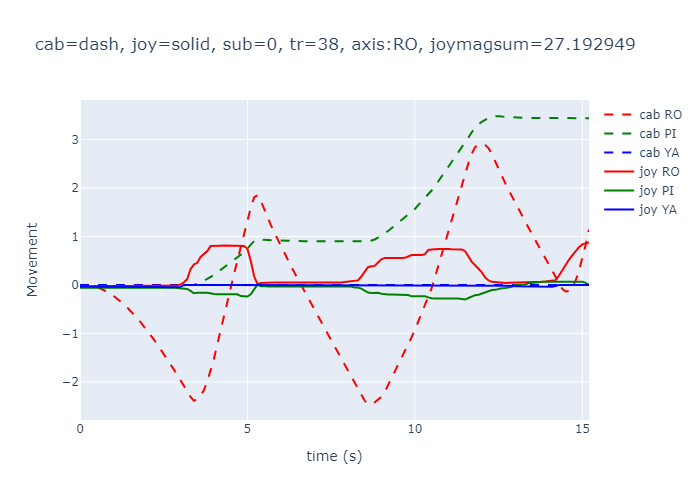 cab=dash, joy=solid, sub=0, tr=38, axis:RO, joymagsum=27.192949
cab RO
cab PI
cab YA
joy RO
joy PI
joy YA
3
2
1
0
−1
−2
Movement
0
5
10
15
time (s)